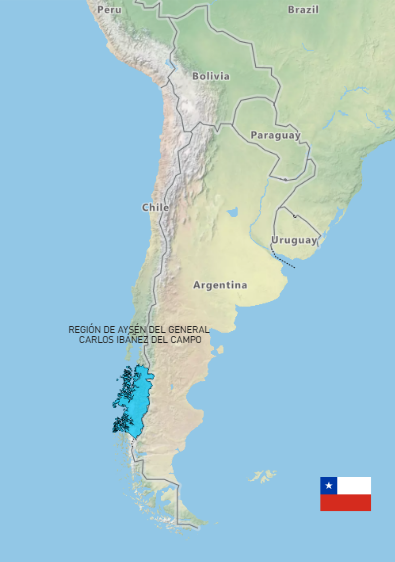 Peru
Brazil
Bolivia
Paraguay
Chile
Uruguay
Argentina
REGIÓN DE AYSÉN DEL GENERAL
CARLOS IBÁÑEZ DEL CAMPO